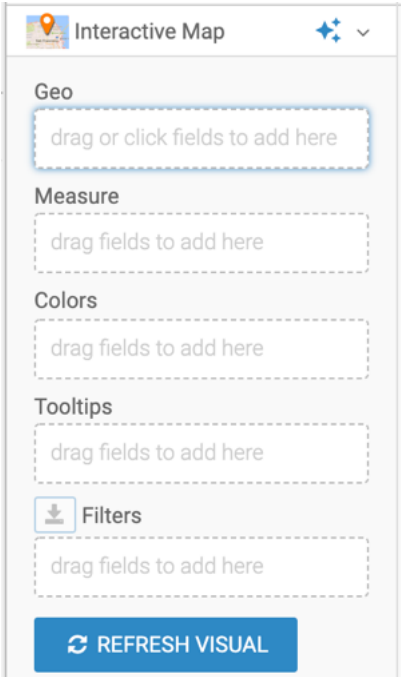 Interactive Map
Geo
drag or click fields to add here
Measure
drag fields to add here
Colors
drag fields to add here
Tooltips
drag fields to add here
Filters
drag fields to add here
REFRESH VISUAL